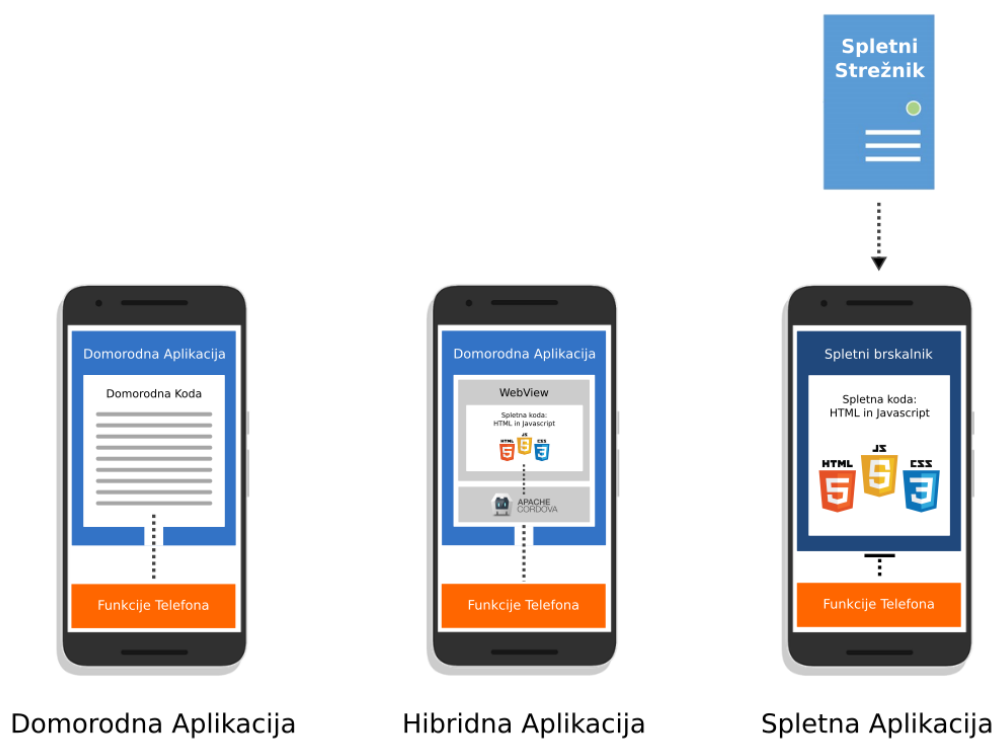 Spletni
Strežnik
Domorodna Aplikacija
Domorodna Koda
Funkcije Telefona
Domorodna Aplikacija
WebView
Spletna koda:
HTML in Javascript
HTML
JS
CSS
5
5
3
APACHE
CORDOVA
Funkcije Telefona
Spletni brskalnik
Spletna koda:
HTML in Javascript
HTML
JS
CSS
5
5
3
Funkcije Telefona
Domorodna Aplikacija
Hibridna Aplikacija
Spletna Aplikacija